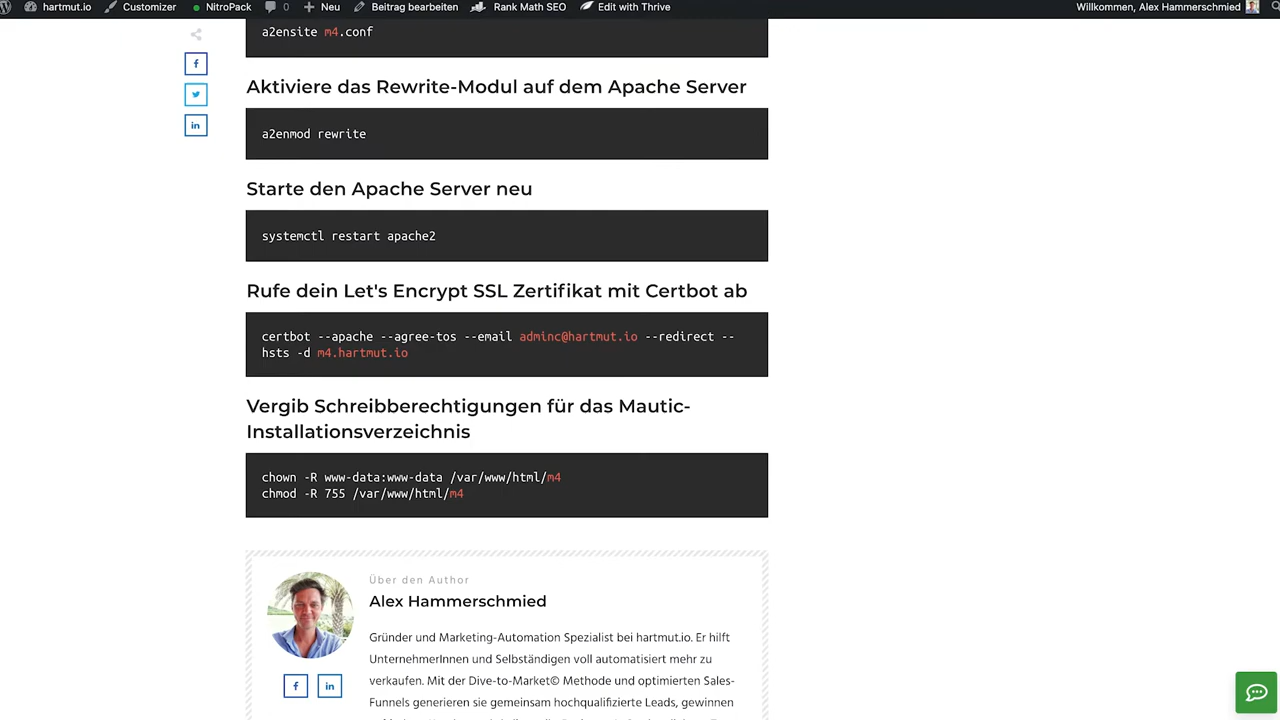 hartmut.io Customizer NitroPack 0 Neu Beitrag bearbeiten Rank Math SEO Edit with Thrive Willkommen, Alex Hammerschmied
a2ensite m4.conf
Aktiviere das Rewrite-Modul auf dem Apache Server
a2enmod rewrite
Starte den Apache Server neu
systemctl restart apache2
Rufe dein Let's Encrypt SSL Zertifikat mit Certbot ab
certbot --apache --agree-tos --email adminc@hartmut.io --redirect --
hsts -d m4.hartmut.io
Vergib Schreibberechtigungen für das Mautic-
Installationsverzeichnis
chown -R www-data:www-data /var/www/html/m4
chmod -R 755 /var/www/html/m4
Über den Author
Alex Hammerschmied
Gründer und Marketing-Automation Spezialist bei hartmut.io. Er hilft
UnternehmerInnen und Selbständigen voll automatisiert mehr zu
verkaufen. Mit der Dive-to-Market© Methode und optimierten Sales-
Funnels generieren sie gemeinsam hochqualifizierte Leads, gewinnen